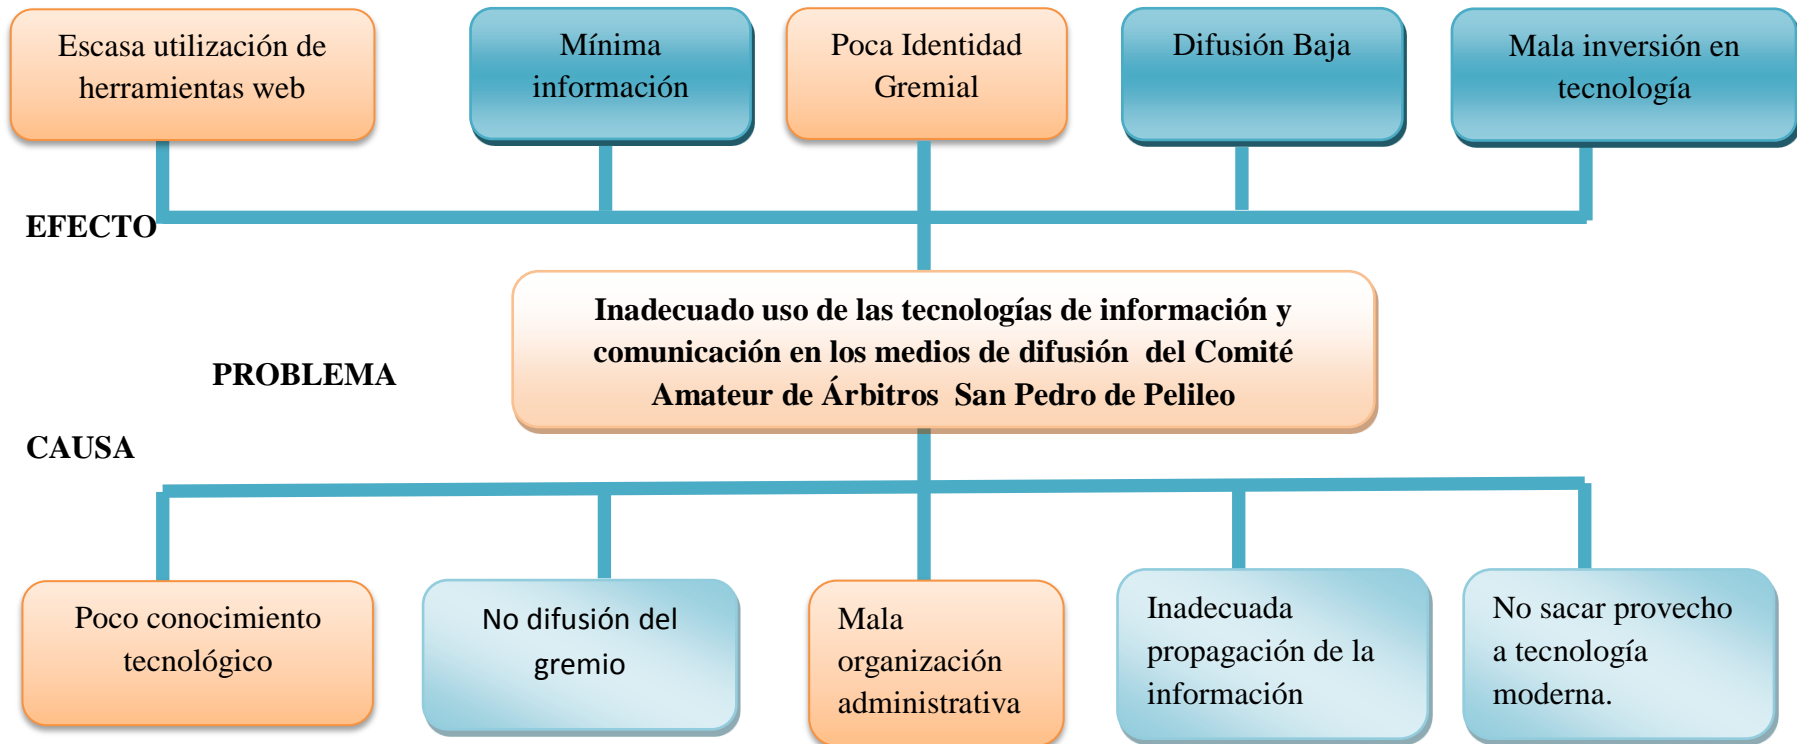 Escasa utilización de
herramientas web
Mínima
información
Poca Identidad
Gremial
Difusión Baja
Mala inversión en
tecnología
EFECTO
Inadecuado uso de las tecnologías de información y
comunicación en los medios de difusión del Comité
Amateur de Árbitros San Pedro de Pelileo
PROBLEMA
CAUSA
Poco conocimiento
tecnológico
No difusión del
gremio
Mala
organización
administrativa
Inadecuada
propagación de la
información
No sacar provecho
a tecnología
moderna.